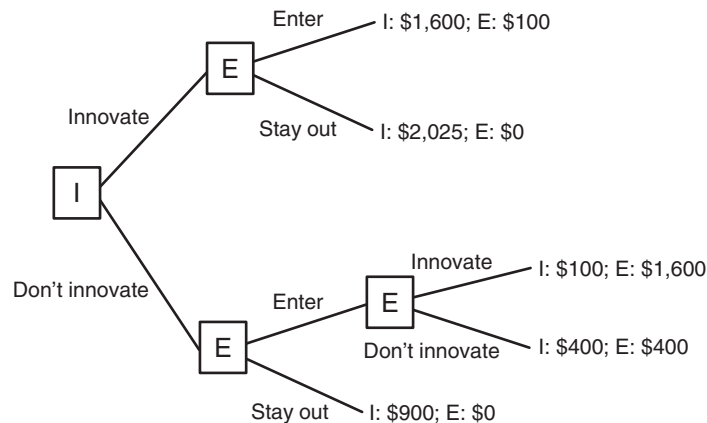 Enter
I: $1,600; E: $100
E
Innovate
Stay out
I: $2,025; E: $0
I
Don’t innovate
Innovate
I: $100; E: $1,600
Enter
E
E
Don’t innovate
I: $400; E: $400
Stay out
I: $900; E: $0